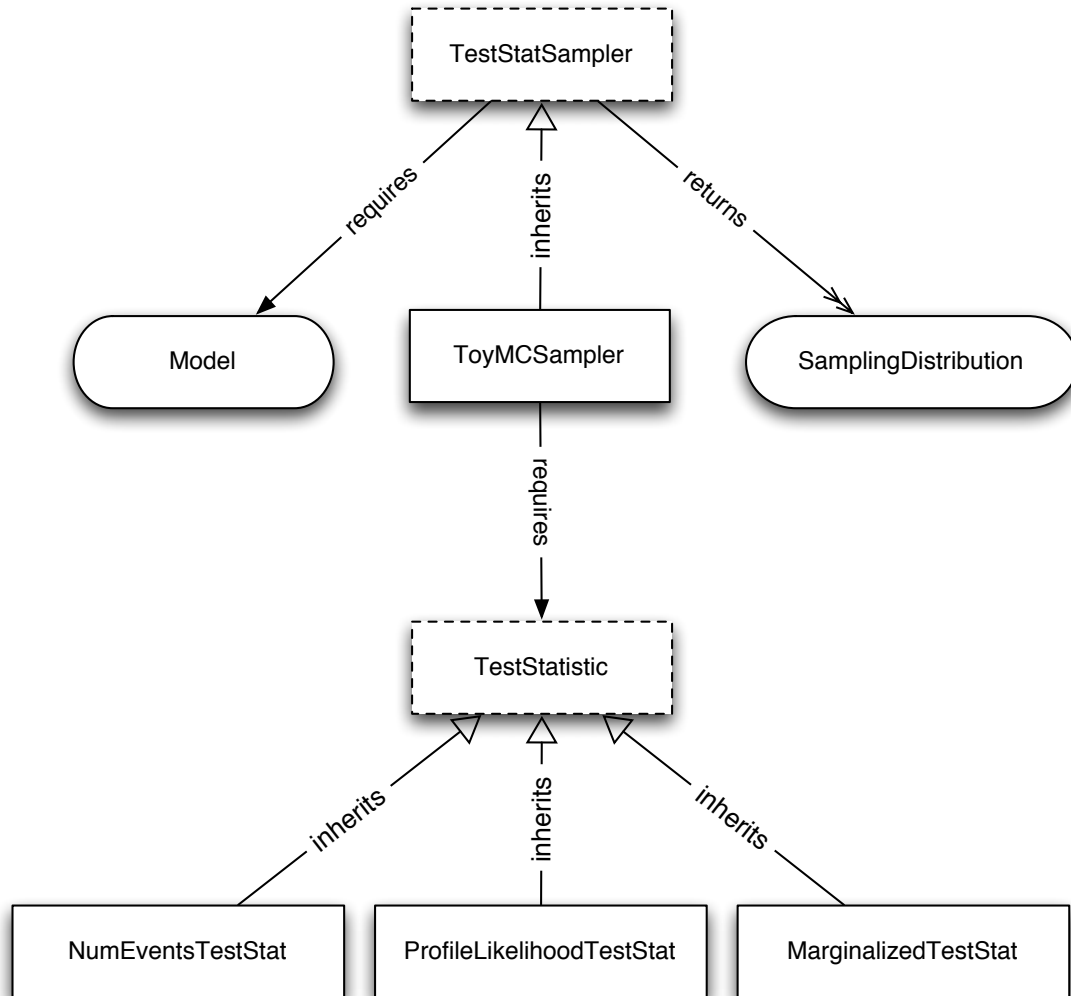 TestStatSampler
requires
inherits
returns
Model
ToyMCSampler
SamplingDistribution
requires
TestStatistic
inherits
inherits
inherits
NumEventsTestStat
ProfileLikelihoodTestStat
MarginalizedTestStat